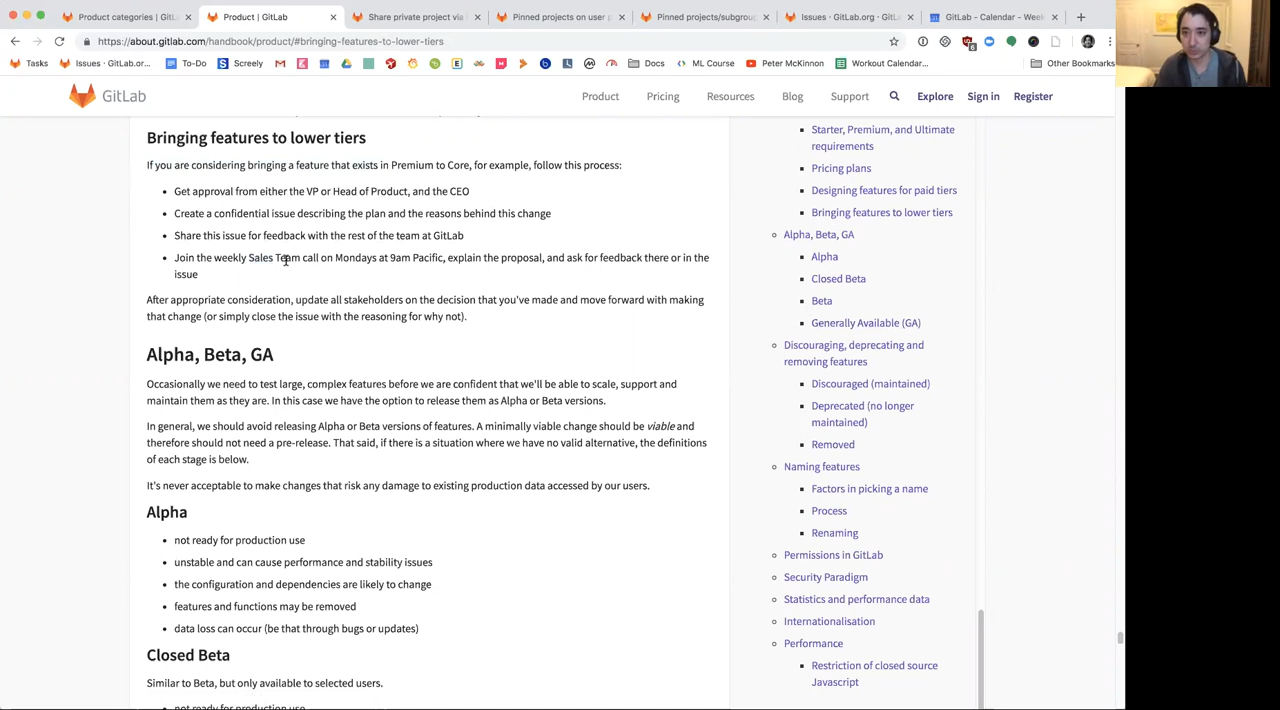 Product categories | GitL
Product | GitLab
Share private project via
Pinned projects on user p
Pinned projects/subgroup
Issues · GitLab.org · GitL
GitLab - Calendar - Week
https://about.gitlab.com/handbook/product/#bringing-features-to-lower-tiers
6
Tasks
Issues · GitLab.or...
To-Do
Screely
Docs
ML Course
Peter McKinnon
Workout Calendar...
Other Bookmarks
GitLab
Product
Pricing
Resources
Blog
Support
Explore
Sign in
Register
Bringing features to lower tiers
If you are considering bringing a feature that exists in Premium to Core, for example, follow this process:
Get approval from either the VP or Head of Product, and the CEO
Create a confidential issue describing the plan and the reasons behind this change
Share this issue for feedback with the rest of the team at GitLab
Join the weekly Sales Team call on Mondays at 9am Pacific, explain the proposal, and ask for feedback there or in the
issue
After appropriate consideration, update all stakeholders on the decision that you've made and move forward with making
that change (or simply close the issue with the reasoning for why not).
Alpha, Beta, GA
Occasionally we need to test large, complex features before we are confident that we'll be able to scale, support and
maintain them as they are. In this case we have the option to release them as Alpha or Beta versions.
In general, we should avoid releasing Alpha or Beta versions of features. A minimally viable change should be viable and
therefore should not need a pre-release. That said, if there is a situation where we have no valid alternative, the definitions
of each stage is below.
It's never acceptable to make changes that risk any damage to existing production data accessed by our users.
Alpha
not ready for production use
unstable and can cause performance and stability issues
the configuration and dependencies are likely to change
features and functions may be removed
data loss can occur (be that through bugs or updates)
Closed Beta
Similar to Beta, but only available to selected users.
not ready for production use
Starter, Premium, and Ultimate
requirements
Pricing plans
Designing features for paid tiers
Bringing features to lower tiers
Alpha, Beta, GA
Alpha
Closed Beta
Beta
Generally Available (GA)
Discouraging, deprecating and
removing features
Discouraged (maintained)
Deprecated (no longer
maintained)
Removed
Naming features
Factors in picking a name
Process
Renaming
Permissions in GitLab
Security Paradigm
Statistics and performance data
Internationalisation
Performance
Restriction of closed source
Javascript